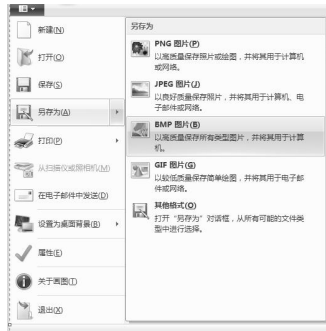 新建(N)
打开(O)
保存(S)
另存为(A)
打印(P)
从扫描仪或照相机(M)
在电子邮件中发送(D)
设置为桌面背景(B)
属性(E)
关于画图(T)
退出(X)
另存为
PNG 图片(P)
以高质量保存照片或绘图，并将其用于计算机
或网络。
JPEG 图片(J)
以良好质量保存照片，并将其用于计算机、电
子邮件或网络。
BMP 图片(B)
以高质量保存所有类型图片，并将其用于计算
机。
GIF 图片(G)
以较低质量保存简单绘图，并将其用于电子邮
件或网络。
其他格式(O)
打开“另存为”对话框，从所有可能的文件类
型中进行选择。